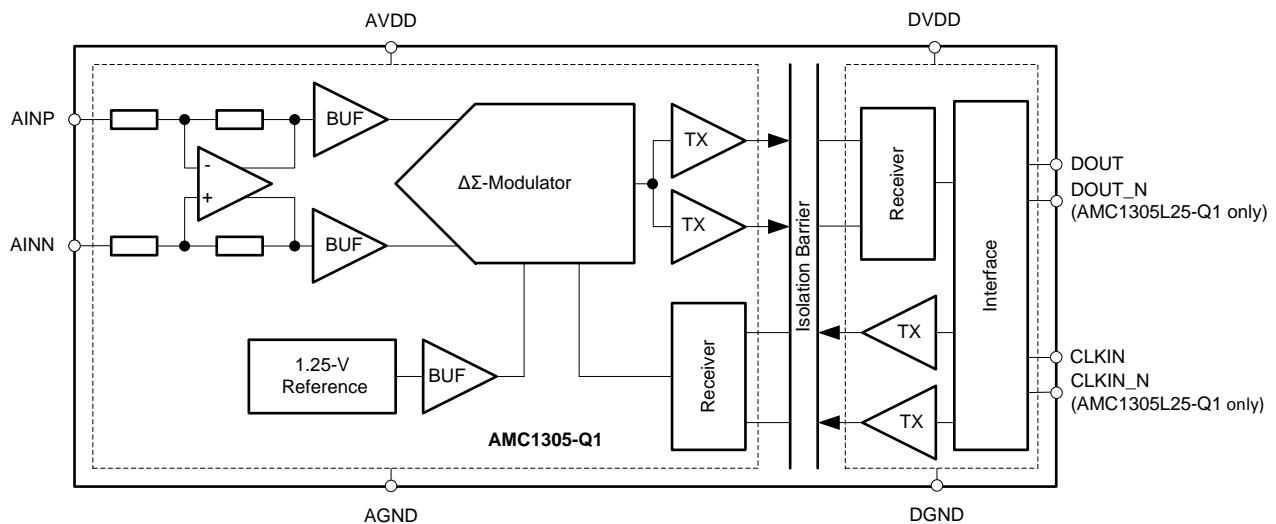 AVDD
DVDD
AINP
BUF
TX
-
+
ΔΣ-Modulator
Receiver
DOUT
DOUT_N
(AMC1305L25-Q1 only)
AINN
BUF
TX
Isolation Barrier
Interface
1.25-V
Reference
BUF
Receiver
TX
CLKIN
CLKIN_N
(AMC1305L25-Q1 only)
TX
AMC1305-Q1
AGND
DGND